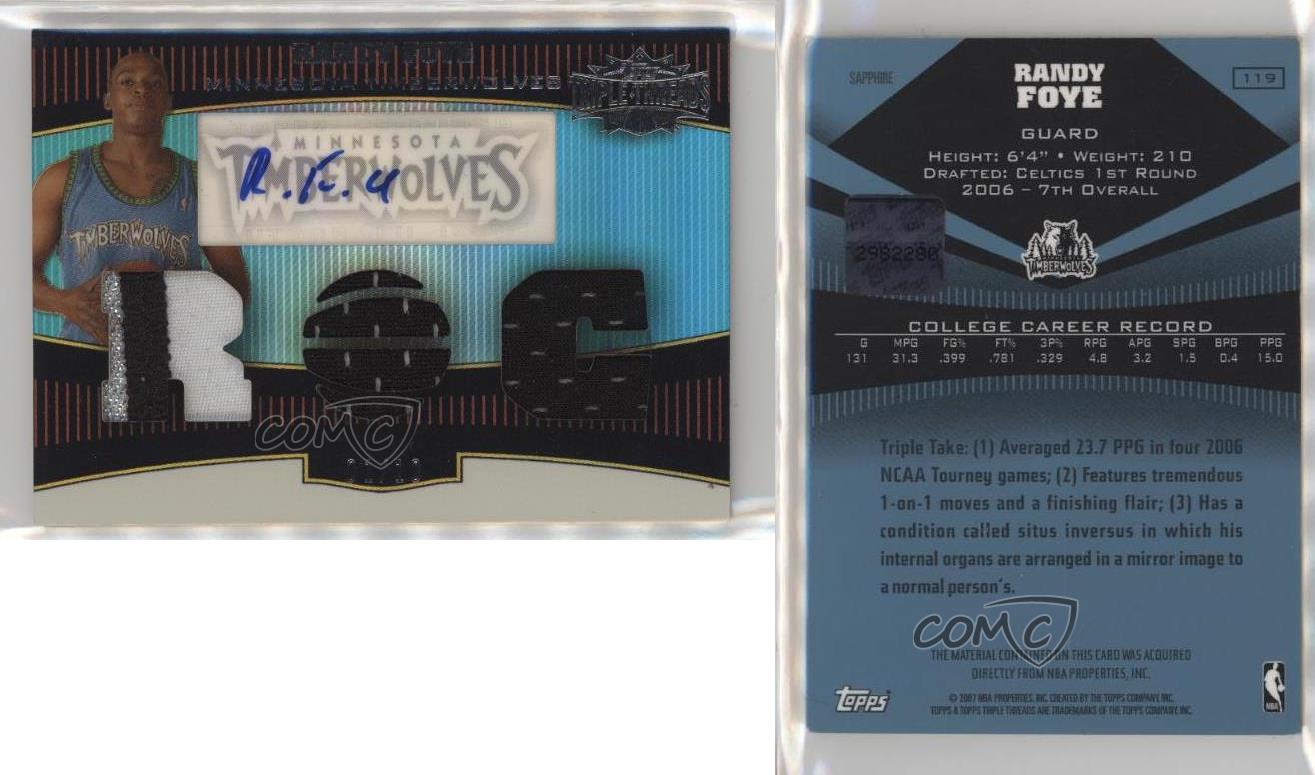 RANDY FOYE
MINNESOTA TIMBERWOLVES
TRIPLE THREADS
MINNESOTA
TIMBERWOLVES
R. F. 4
TIMBERWOLVES
ROC
COMC
SAPPHIRE
RANDY
FOYE
119
GUARD
HEIGHT: 6'4" • WEIGHT: 210
DRAFTED: CELTICS 1ST ROUND
2006 – 7TH OVERALL
2982280
MINNESOTA
TIMBERWOLVES
COLLEGE CAREER RECORD
G MPG FG% FT% 3P% RPG APG SPG BPG PPG
131 31.3 .399 .781 .329 4.8 3.2 1.5 0.4 15.0
Triple Take: (1) Averaged 23.7 PPG in four 2006
NCAA Tourney games; (2) Features tremendous
1-on-1 moves and a finishing flair; (3) Has a
condition called situs inversus in which his
internal organs are arranged in a mirror image to
a normal person's.
COMC
THE MATERIAL CONTAINED ON THIS CARD WAS ACQUIRED
DIRECTLY FROM NBA PROPERTIES, INC.
Topps
© 2007 NBA PROPERTIES, INC. CREATED BY THE TOPPS COMPANY, INC.
TOPPS & TOPPS TRIPLE THREADS ARE TRADEMARKS OF THE TOPPS COMPANY, INC.
NBA